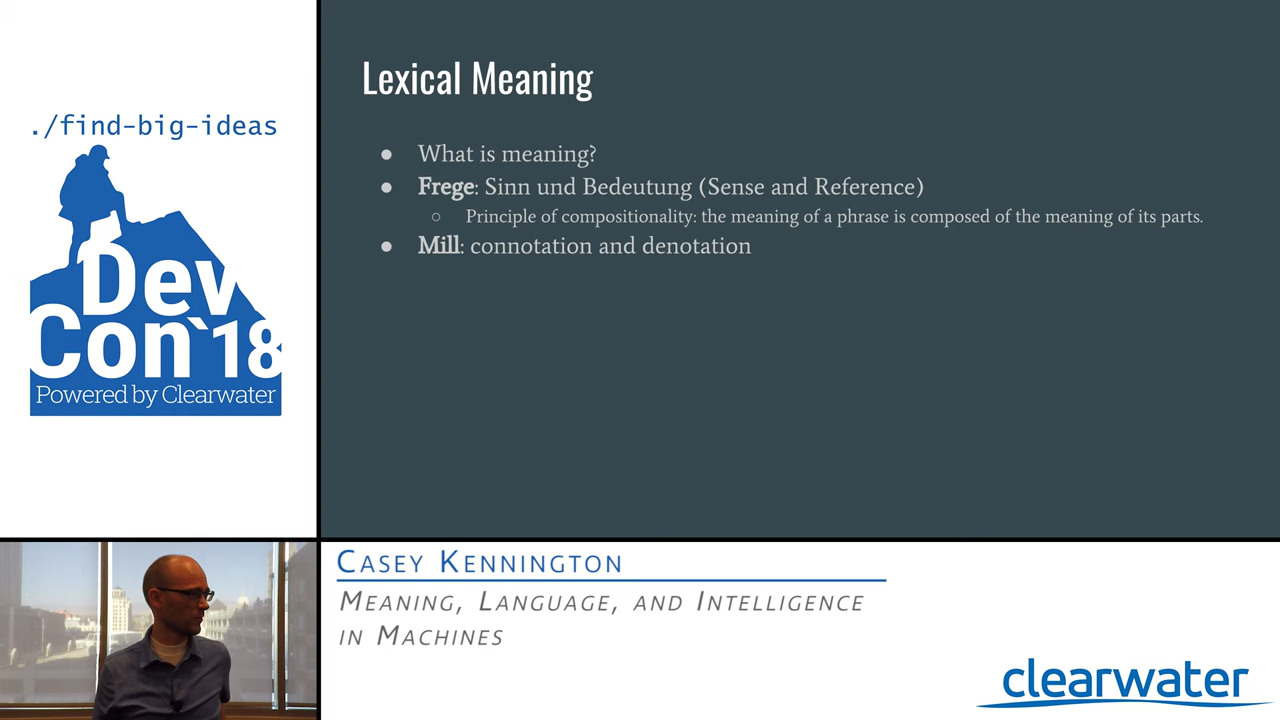 ./find-big-ideas
Dev
Con`18
Powered by Clearwater
Lexical Meaning
● What is meaning?
● Frege: Sinn und Bedeutung (Sense and Reference)
○ Principle of compositionality: the meaning of a phrase is composed of the meaning of its parts.
● Mill: connotation and denotation
CASEY KENNINGTON
MEANING, LANGUAGE, AND INTELLIGENCE
IN MACHINES
clearwater